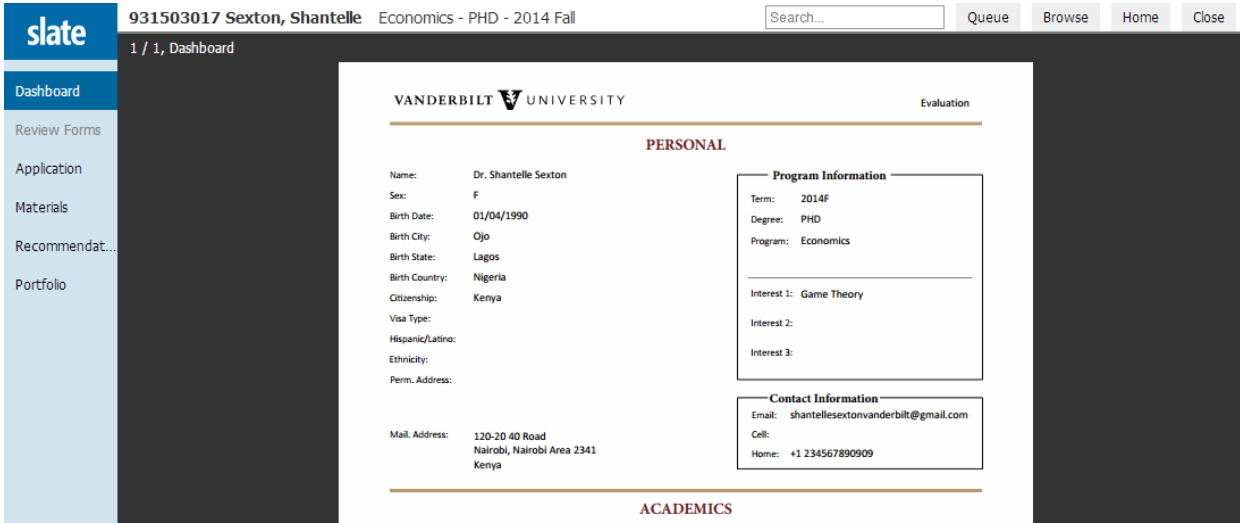 slate
931503017 Sexton, Shantelle Economics - PHD - 2014 Fall
Search...
Queue
Browse
Home
Close
1 / 1, Dashboard
Dashboard
Review Forms
Application
Materials
Recommendat...
Portfolio
VANDERBILT V UNIVERSITY
Evaluation
PERSONAL
Name: Dr. Shantelle Sexton
Sex: F
Birth Date: 01/04/1990
Birth City: Ojo
Birth State: Lagos
Birth Country: Nigeria
Citizenship: Kenya
Visa Type:
Hispanic/Latino:
Ethnicity:
Perm. Address:
Mail. Address: 120-20 40 Road
Nairobi, Nairobi Area 2341
Kenya
Program Information
Term: 2014F
Degree: PHD
Program: Economics
Interest 1: Game Theory
Interest 2:
Interest 3:
Contact Information
Email: shantellesextonvanderbilt@gmail.com
Cell:
Home: +1 234567890909
ACADEMICS